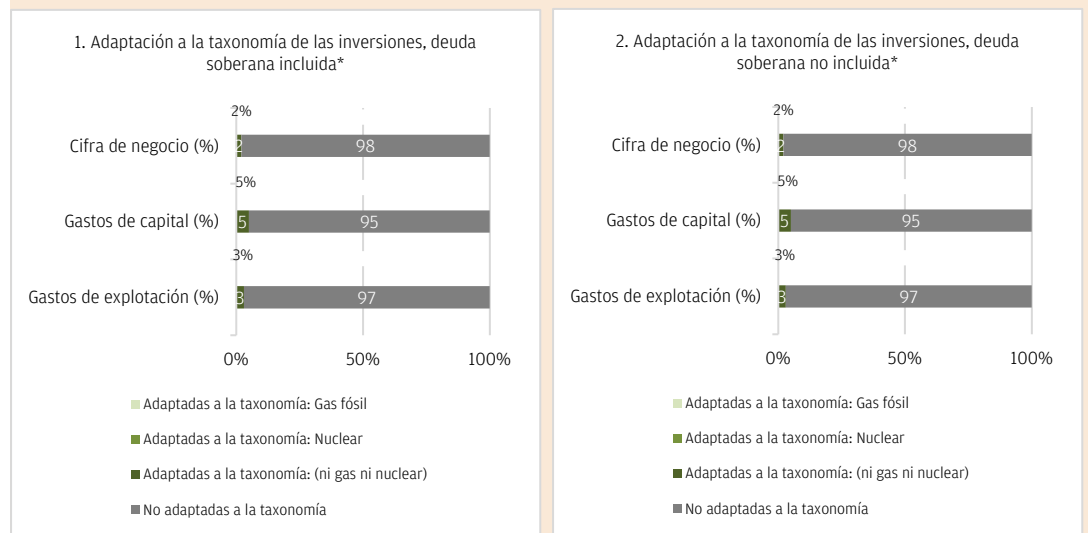 1. Adaptación a la taxonomía de las inversiones, deuda
soberana incluida*
2%
Cifra de negocio (%)
2 98
5%
Gastos de capital (%)
5 95
3%
Gastos de explotación (%)
3 97
0% 50% 100%
Adaptadas a la taxonomía: Gas fósil
Adaptadas a la taxonomía: Nuclear
Adaptadas a la taxonomía: (ni gas ni nuclear)
No adaptadas a la taxonomía
2. Adaptación a la taxonomía de las inversiones, deuda
soberana no incluida*
2%
Cifra de negocio (%)
2 98
5%
Gastos de capital (%)
5 95
3%
Gastos de explotación (%)
3 97
0% 50% 100%
Adaptadas a la taxonomía: Gas fósil
Adaptadas a la taxonomía: Nuclear
Adaptadas a la taxonomía: (ni gas ni nuclear)
No adaptadas a la taxonomía